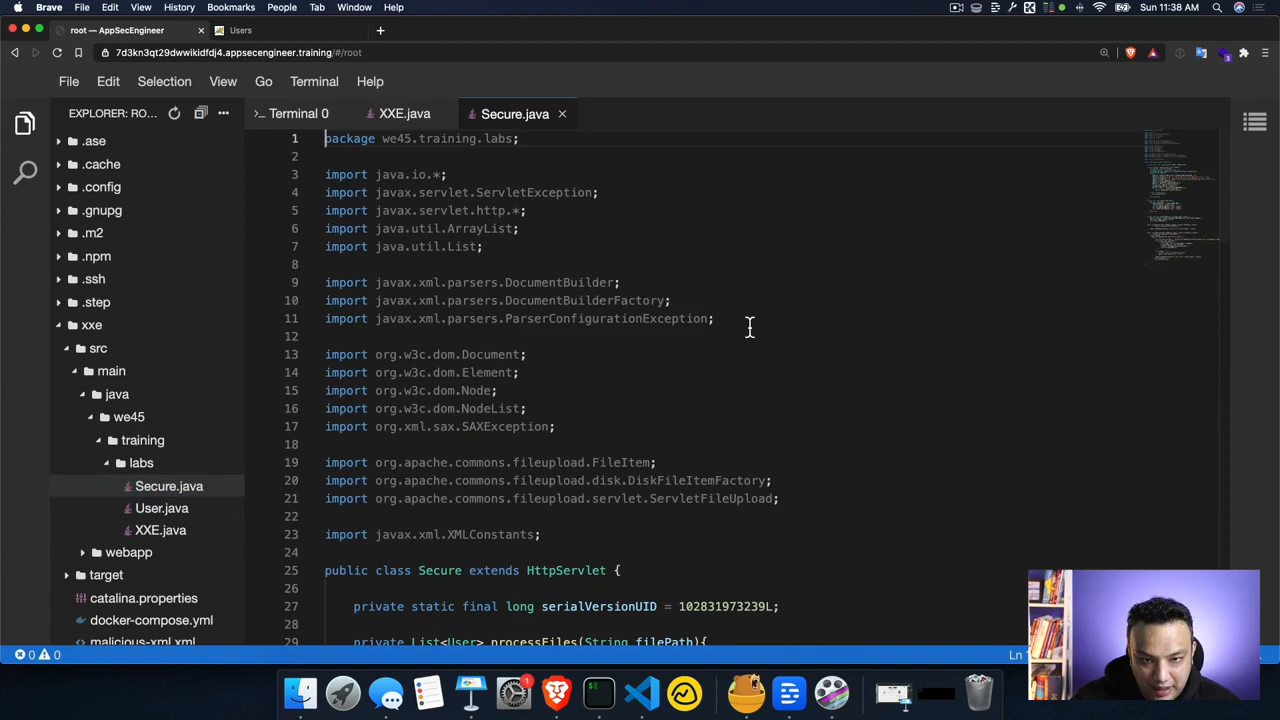 Brave File Edit View History Bookmarks People Tab Window Help
Sun 11:38 AM
root — AppSecEngineer
Users
7d3kn3qt29dwwikidfdj4.appsecengineer.training/#/root
3
File Edit Selection View Go Terminal Help
EXPLORER: RO...
Terminal 0
XXE.java
Secure.java
.ase
.cache
.config
.gnupg
.m2
.npm
.ssh
.step
xxe
src
main
java
we45
training
labs
Secure.java
User.java
XXE.java
webapp
target
catalina.properties
docker-compose.yml
malicious-xml.xml
1 package we45.training.labs;
2
3 import java.io.*;
4 import javax.servlet.ServletException;
5 import javax.servlet.http.*;
6 import java.util.ArrayList;
7 import java.util.List;
8
9 import javax.xml.parsers.DocumentBuilder;
10 import javax.xml.parsers.DocumentBuilderFactory;
11 import javax.xml.parsers.ParserConfigurationException;
12
13 import org.w3c.dom.Document;
14 import org.w3c.dom.Element;
15 import org.w3c.dom.Node;
16 import org.w3c.dom.NodeList;
17 import org.xml.sax.SAXException;
18
19 import org.apache.commons.fileupload.FileItem;
20 import org.apache.commons.fileupload.disk.DiskFileItemFactory;
21 import org.apache.commons.fileupload.servlet.ServletFileUpload;
22
23 import javax.xml.XMLConstants;
24
25 public class Secure extends HttpServlet {
26
27 private static final long serialVersionUID = 102831973239L;
28
29 private List<User> processFiles(String filePath){
0 0
Ln
1